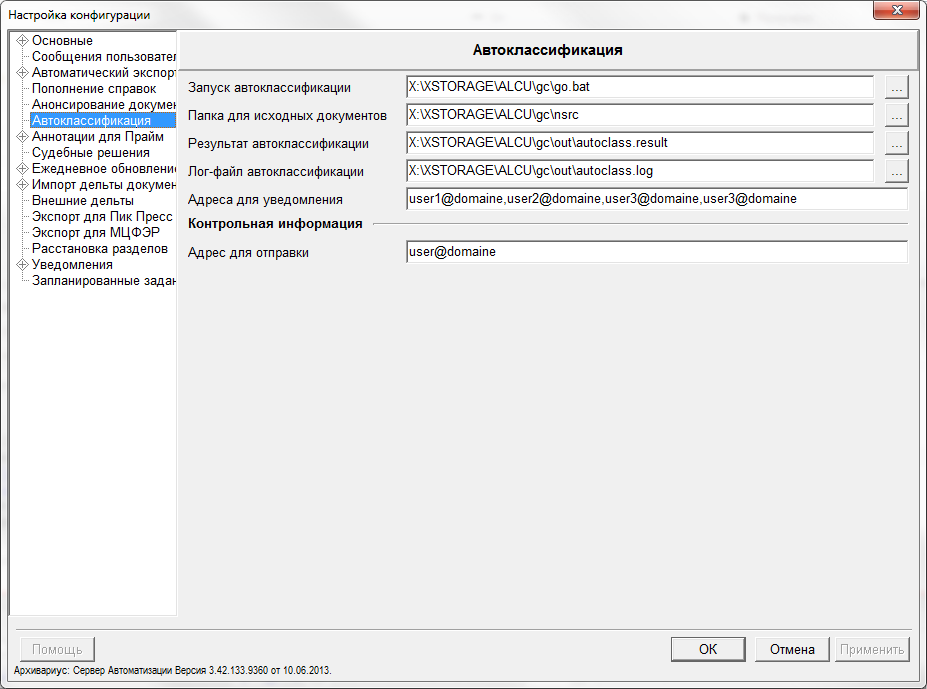 Настройка конфигурации
Основные
Сообщения пользовател
Автоматический экспорт
Пополнение справок
Анонсирование докумен
Автоклассификация
Аннотации для Прайм
Судебные решения
Ежедневное обновление
Импорт дельты докумен
Внешние дельты
Экспорт для Пик Пресс
Экспорт для МЦФЭР
Расстановка разделов
Уведомления
Запланированные задан
Автоклассификация
Запуск автоклассификации X:\XSTORAGE\ALCU\gc\go.bat ...
Папка для исходных документов X:\XSTORAGE\ALCU\gc\nsrc ...
Результат автоклассификации X:\XSTORAGE\ALCU\gc\out\autoclass.result ...
Лог-файл автоклассификации X:\XSTORAGE\ALCU\gc\out\autoclass.log ...
Адреса для уведомления user1@domaine,user2@domaine,user3@domaine,user3@domaine
Контрольная информация
Адрес для отправки user@domaine
Помощь OK Отмена Применить
Архивариус: Сервер Автоматизации Версия 3.42.133.9360 от 10.06.2013.